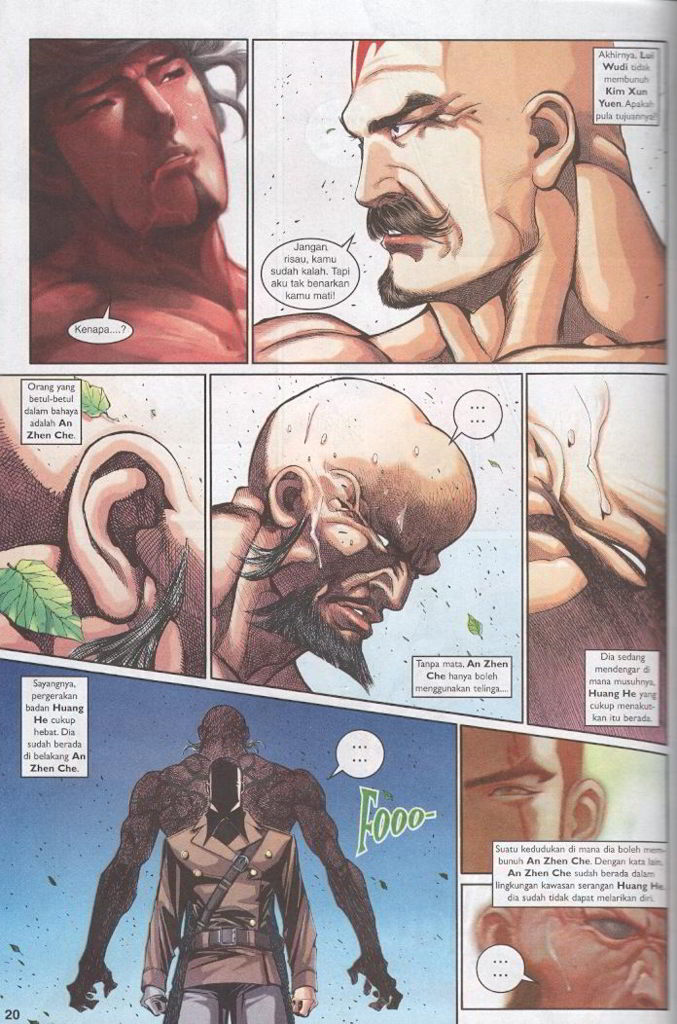 Akhirnya, Lui
Wudi tidak
membunuh
Kim Xun
Yuen. Apakah
pula tujuannya!
Jangan
risau, kamu
sudah kalah. Tapi
aku tak benarkan
kamu mati!
Kenapa....?
Orang yang
betul-betul
dalam bahaya
adalah An
Zhen Che.
...
...
Tanpa mata, An Zhen
Che hanya boleh
menggunakan telinga....
Dia sedang
mendengar di
mana musuhnya,
Huang He yang
cukup menakut-
kan itu berada.
Sayangnya,
pergerakan
badan Huang
He cukup
hebat. Dia
sudah berada
di belakang An
Zhen Che.
...
...
Fooo-
Suatu kedudukan di mana dia boleh mem-
bunuh An Zhen Che. Dengan kata lain,
An Zhen Che sudah berada dalam
lingkungan kawasan serangan Huang He,
dia sudah tidak dapat melarikan diri.
...
...
20